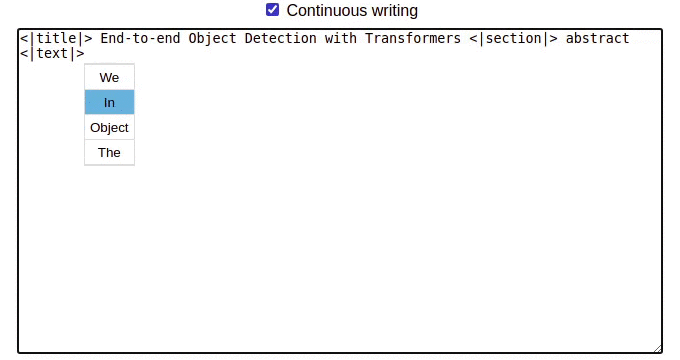 Continuous writing
<|title|> End-to-end Object Detection with Transformers <|section|> abstract
<|text|>
We
In
Object
The